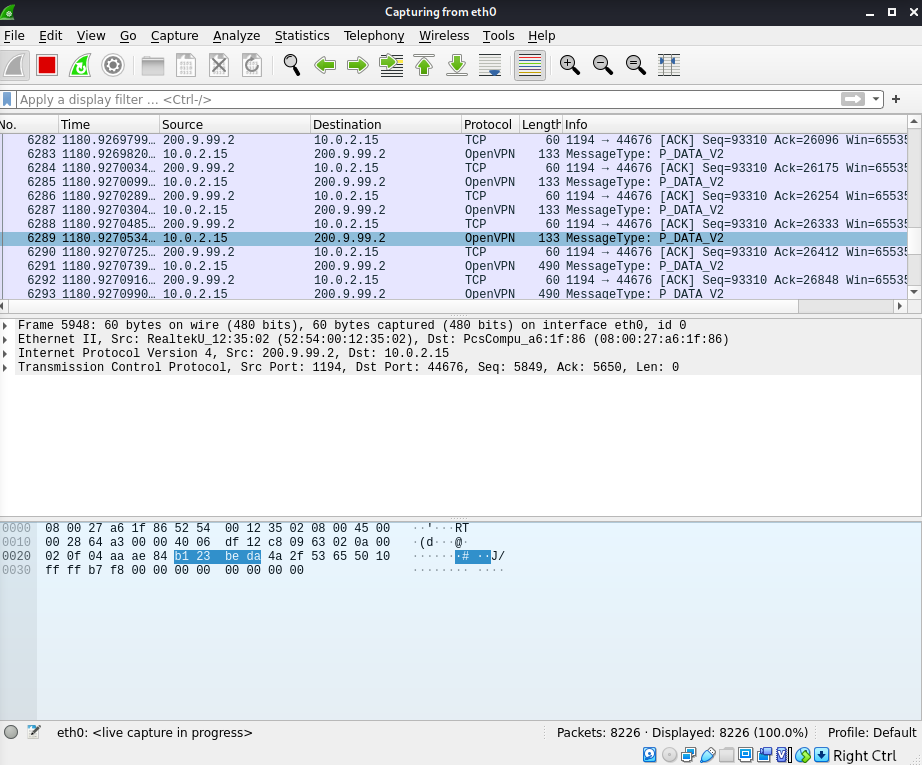 Capturing from eth0
File Edit View Go Capture Analyze Statistics Telephony Wireless Tools Help
Apply a display filter … <Ctrl-/>
No. Time Source Destination Protocol Length Info
6282 1180.9269799… 200.9.99.2 10.0.2.15 TCP 60 1194 → 44676 [ACK] Seq=93310 Ack=26096 Win=65535
6283 1180.9269820… 10.0.2.15 200.9.99.2 OpenVPN 133 MessageType: P_DATA_V2
6284 1180.9270034… 200.9.99.2 10.0.2.15 TCP 60 1194 → 44676 [ACK] Seq=93310 Ack=26175 Win=65535
6285 1180.9270099… 10.0.2.15 200.9.99.2 OpenVPN 133 MessageType: P_DATA_V2
6286 1180.9270289… 200.9.99.2 10.0.2.15 TCP 60 1194 → 44676 [ACK] Seq=93310 Ack=26254 Win=65535
6287 1180.9270304… 10.0.2.15 200.9.99.2 OpenVPN 133 MessageType: P_DATA_V2
6288 1180.9270485… 200.9.99.2 10.0.2.15 TCP 60 1194 → 44676 [ACK] Seq=93310 Ack=26333 Win=65535
6289 1180.9270534… 10.0.2.15 200.9.99.2 OpenVPN 133 MessageType: P_DATA_V2
6290 1180.9270725… 200.9.99.2 10.0.2.15 TCP 60 1194 → 44676 [ACK] Seq=93310 Ack=26412 Win=65535
6291 1180.9270739… 10.0.2.15 200.9.99.2 OpenVPN 490 MessageType: P_DATA_V2
6292 1180.9270916… 200.9.99.2 10.0.2.15 TCP 60 1194 → 44676 [ACK] Seq=93310 Ack=26848 Win=65535
6293 1180.9270990… 10.0.2.15 200.9.99.2 OpenVPN 490 MessageType: P_DATA_V2
Frame 5948: 60 bytes on wire (480 bits), 60 bytes captured (480 bits) on interface eth0, id 0
Ethernet II, Src: RealtekU_12:35:02 (52:54:00:12:35:02), Dst: PcsCompu_a6:1f:86 (08:00:27:a6:1f:86)
Internet Protocol Version 4, Src: 200.9.99.2, Dst: 10.0.2.15
Transmission Control Protocol, Src Port: 1194, Dst Port: 44676, Seq: 5849, Ack: 5650, Len: 0
0000 08 00 27 a6 1f 86 52 54 00 12 35 02 08 00 45 00 ··'···RT
0010 00 28 64 a3 00 00 40 06 df 12 c8 09 63 02 0a 00 ·(d···@·
0020 02 0f 04 aa ae 84 b1 23 be da 4a 2f 53 65 50 10 ·······# ··J/
0030 ff ff b7 f8 00 00 00 00 00 00 00 00 ········ ····
eth0: <live capture in progress> Packets: 8226 · Displayed: 8226 (100.0%) Profile: Default
Right Ctrl